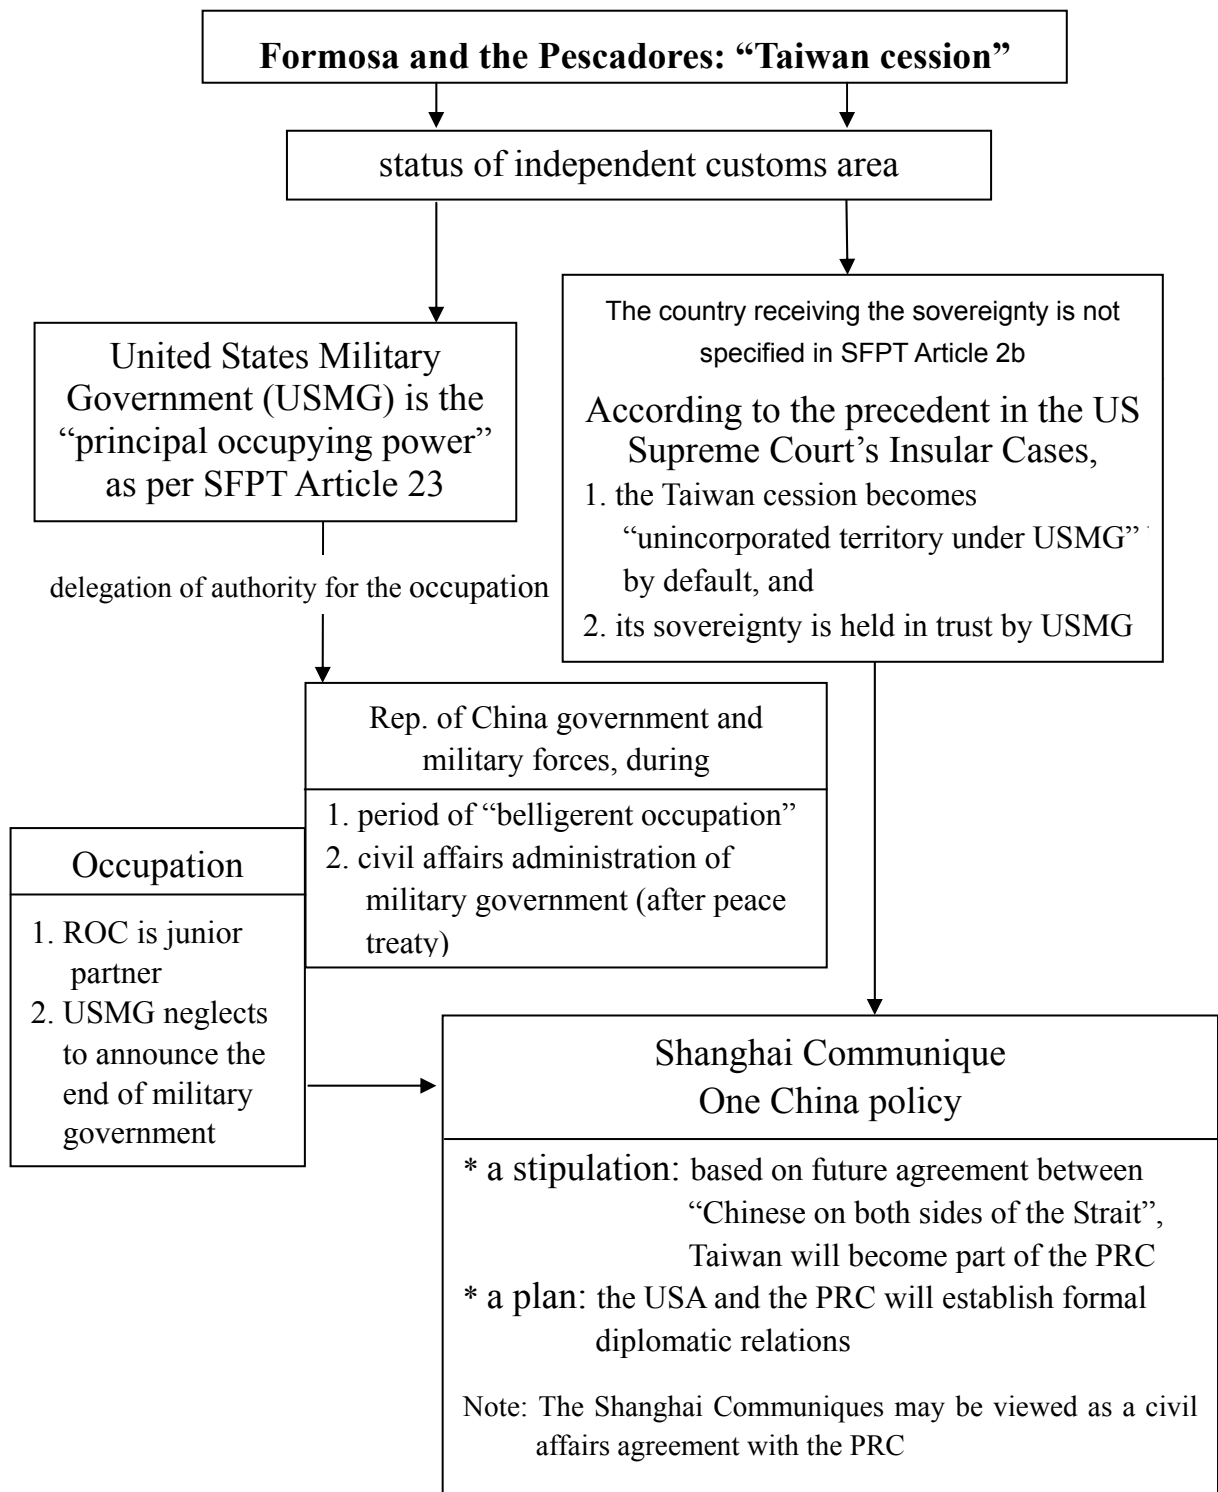 Formosa and the Pescadores: “Taiwan cession”
status of independent customs area
United States Military
Government (USMG) is the
“principal occupying power”
as per SFPT Article 23
The country receiving the sovereignty is not
specified in SFPT Article 2b
According to the precedent in the US
Supreme Court’s Insular Cases,
1. the Taiwan cession becomes
“unincorporated territory under USMG”
by default, and
2. its sovereignty is held in trust by USMG
delegation of authority for the occupation
Rep. of China government and
military forces, during
1. period of “belligerent occupation”
2. civil affairs administration of
military government (after peace
treaty)
Occupation
1. ROC is junior
partner
2. USMG neglects
to announce the
end of military
government
Shanghai Communique
One China policy
* a stipulation: based on future agreement between
“Chinese on both sides of the Strait”,
Taiwan will become part of the PRC
* a plan: the USA and the PRC will establish formal
diplomatic relations
Note: The Shanghai Communiques may be viewed as a civil
affairs agreement with the PRC